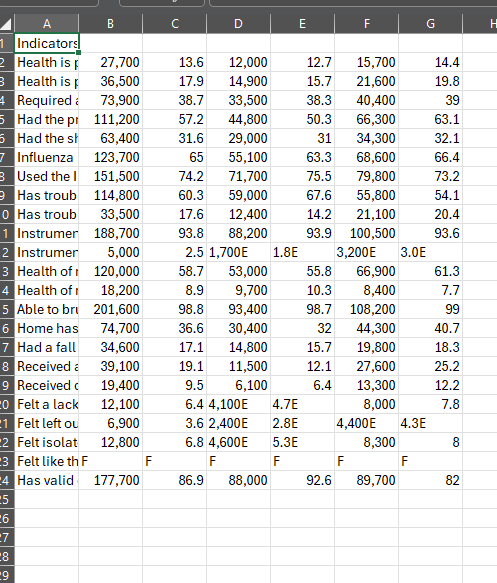 A B C D E F G H
1 Indicators
2 Health is p 27,700 13.6 12,000 12.7 15,700 14.4
3 Health is p 36,500 17.9 14,900 15.7 21,600 19.8
4 Required a 73,900 38.7 33,500 38.3 40,400 39
5 Had the pr 111,200 57.2 44,800 50.3 66,300 63.1
6 Had the sh 63,400 31.6 29,000 31 34,300 32.1
7 Influenza 123,700 65 55,100 63.3 68,600 66.4
8 Used the I 151,500 74.2 71,700 75.5 79,800 73.2
9 Has troub 114,800 60.3 59,000 67.6 55,800 54.1
0 Has troub 33,500 17.6 12,400 14.2 21,100 20.4
1 Instrumen 188,700 93.8 88,200 93.9 100,500 93.6
2 Instrumen 5,000 2.5 1,700E 1.8E 3,200E 3.0E
3 Health of r 120,000 58.7 53,000 55.8 66,900 61.3
4 Health of r 18,200 8.9 9,700 10.3 8,400 7.7
5 Able to bru 201,600 98.8 93,400 98.7 108,200 99
6 Home has 74,700 36.6 30,400 32 44,300 40.7
7 Had a fall 34,600 17.1 14,800 15.7 19,800 18.3
8 Received a 39,100 19.1 11,500 12.1 27,600 25.2
9 Received c 19,400 9.5 6,100 6.4 13,300 12.2
20 Felt a lack 12,100 6.4 4,100E 4.7E 8,000 7.8
21 Felt left ou 6,900 3.6 2,400E 2.8E 4,400E 4.3E
22 Felt isolat 12,800 6.8 4,600E 5.3E 8,300 8
23 Felt like th F F F F F F
24 Has valid 177,700 86.9 88,000 92.6 89,700 82
25
26
27
28
29